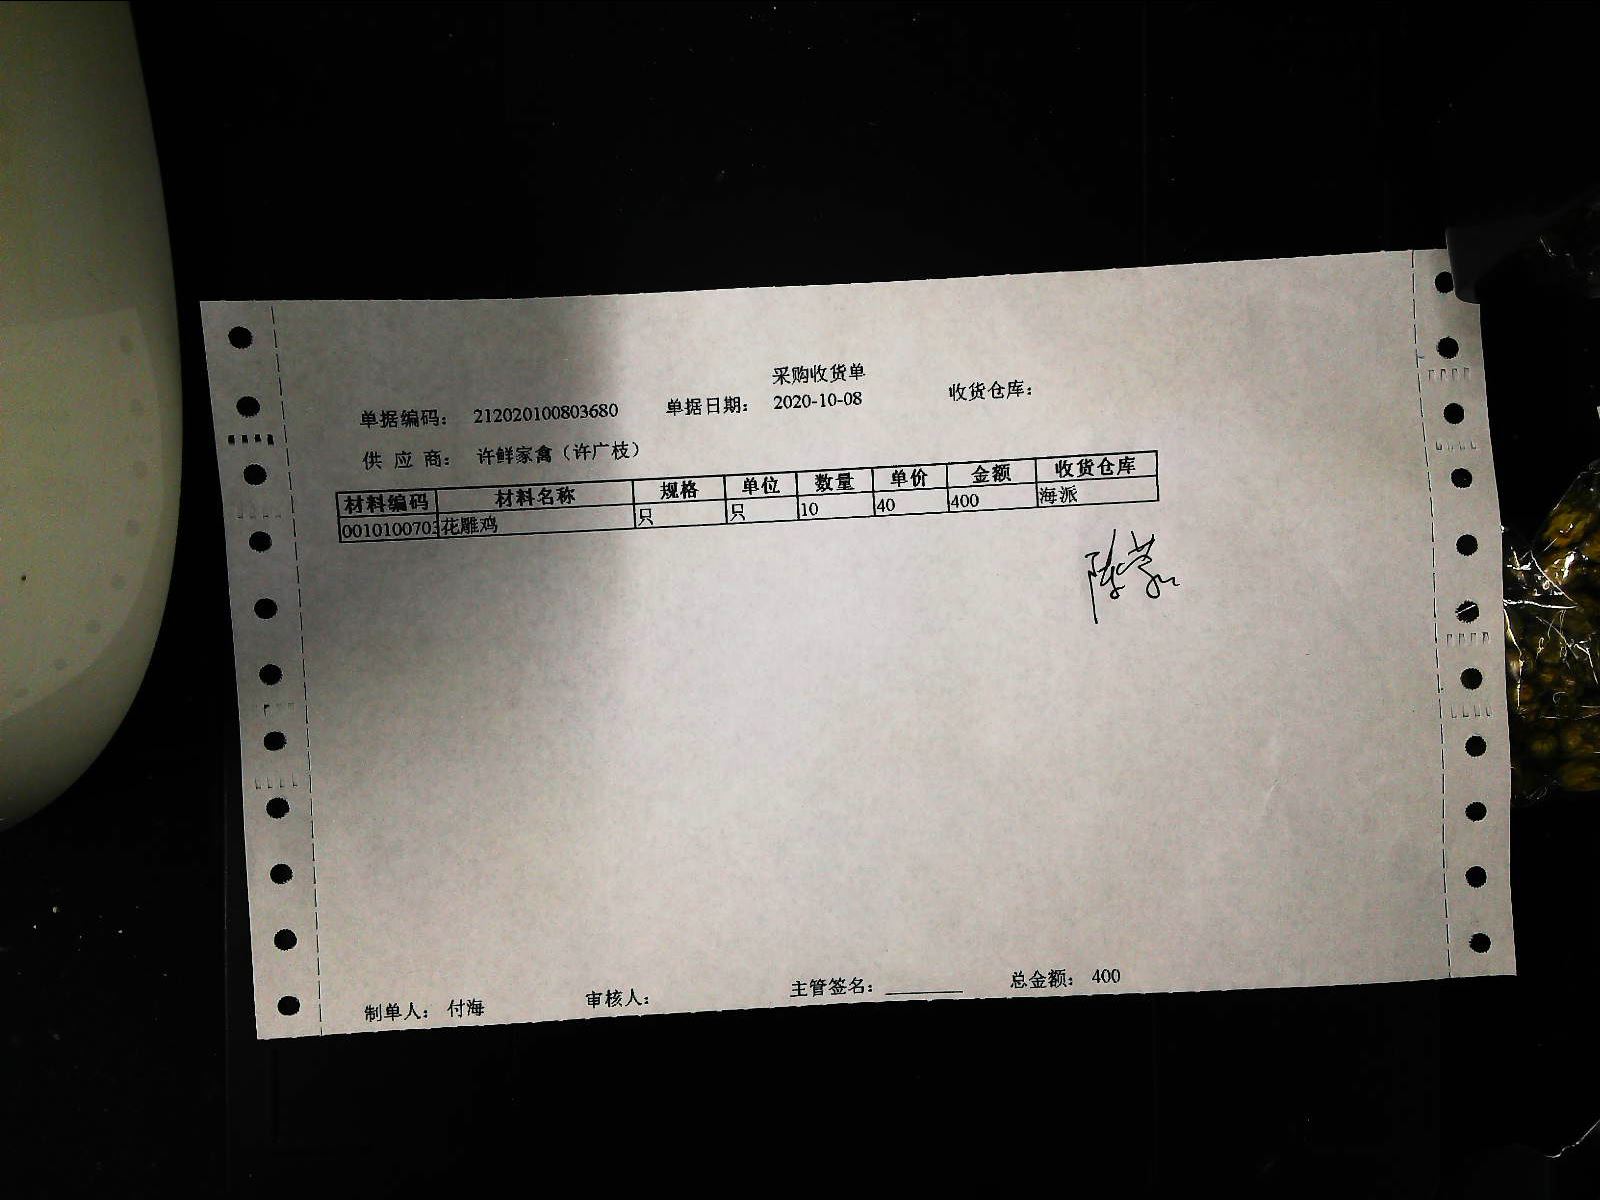 采购收货单
单据编码： 212020100803680 单据日期： 2020-10-08 收货仓库：
供 应 商： 许鲜家禽（许广枝）
材料编码 材料名称 规格 单位 数量 单价 金额 收货仓库
001010070 花雕鸡 只 只 10 40 400 海派
制单人： 付海 审核人： 主管签名： 总金额： 400